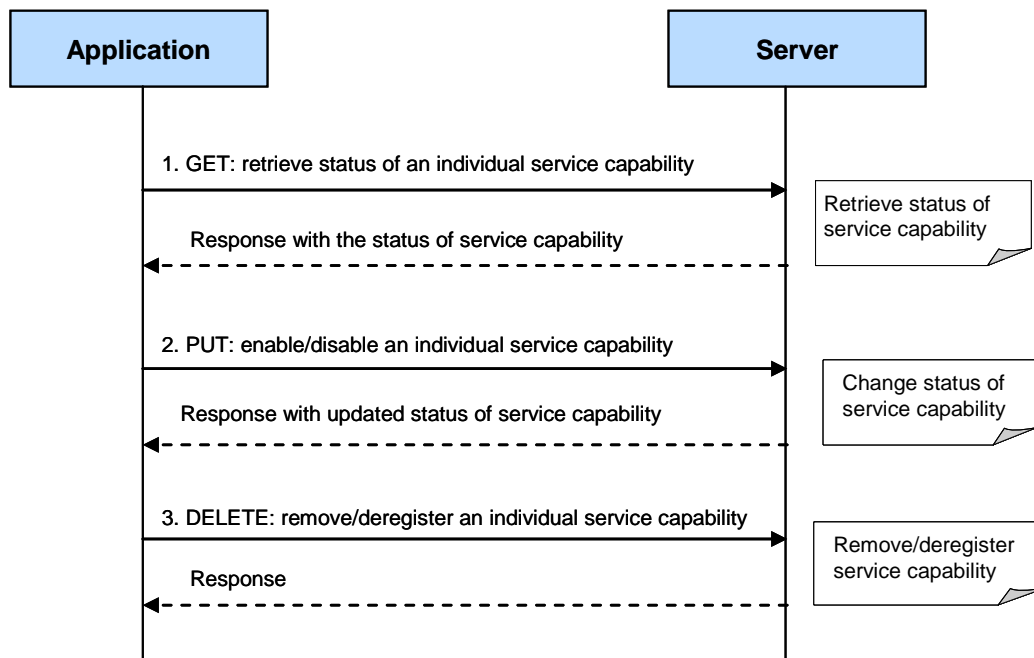 Application
Server
1. GET: retrieve status of an individual service capability
Retrieve status of
service capability
Response with the status of service capability
2. PUT: enable/disable an individual service capability
Change status of
service capability
Response with updated status of service capability
3. DELETE: remove/deregister an individual service capability
Remove/deregister
service capability
Response